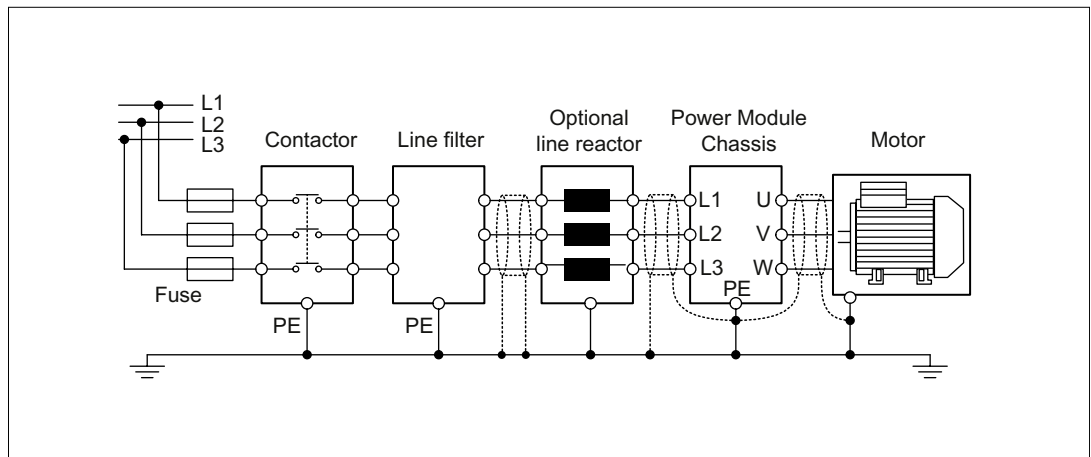 L1
L2
L3
Contactor
Line filter
Optional
line reactor
Power Module
Chassis
Motor
L1
U
L2
V
L3
W
Fuse
PE
PE
PE